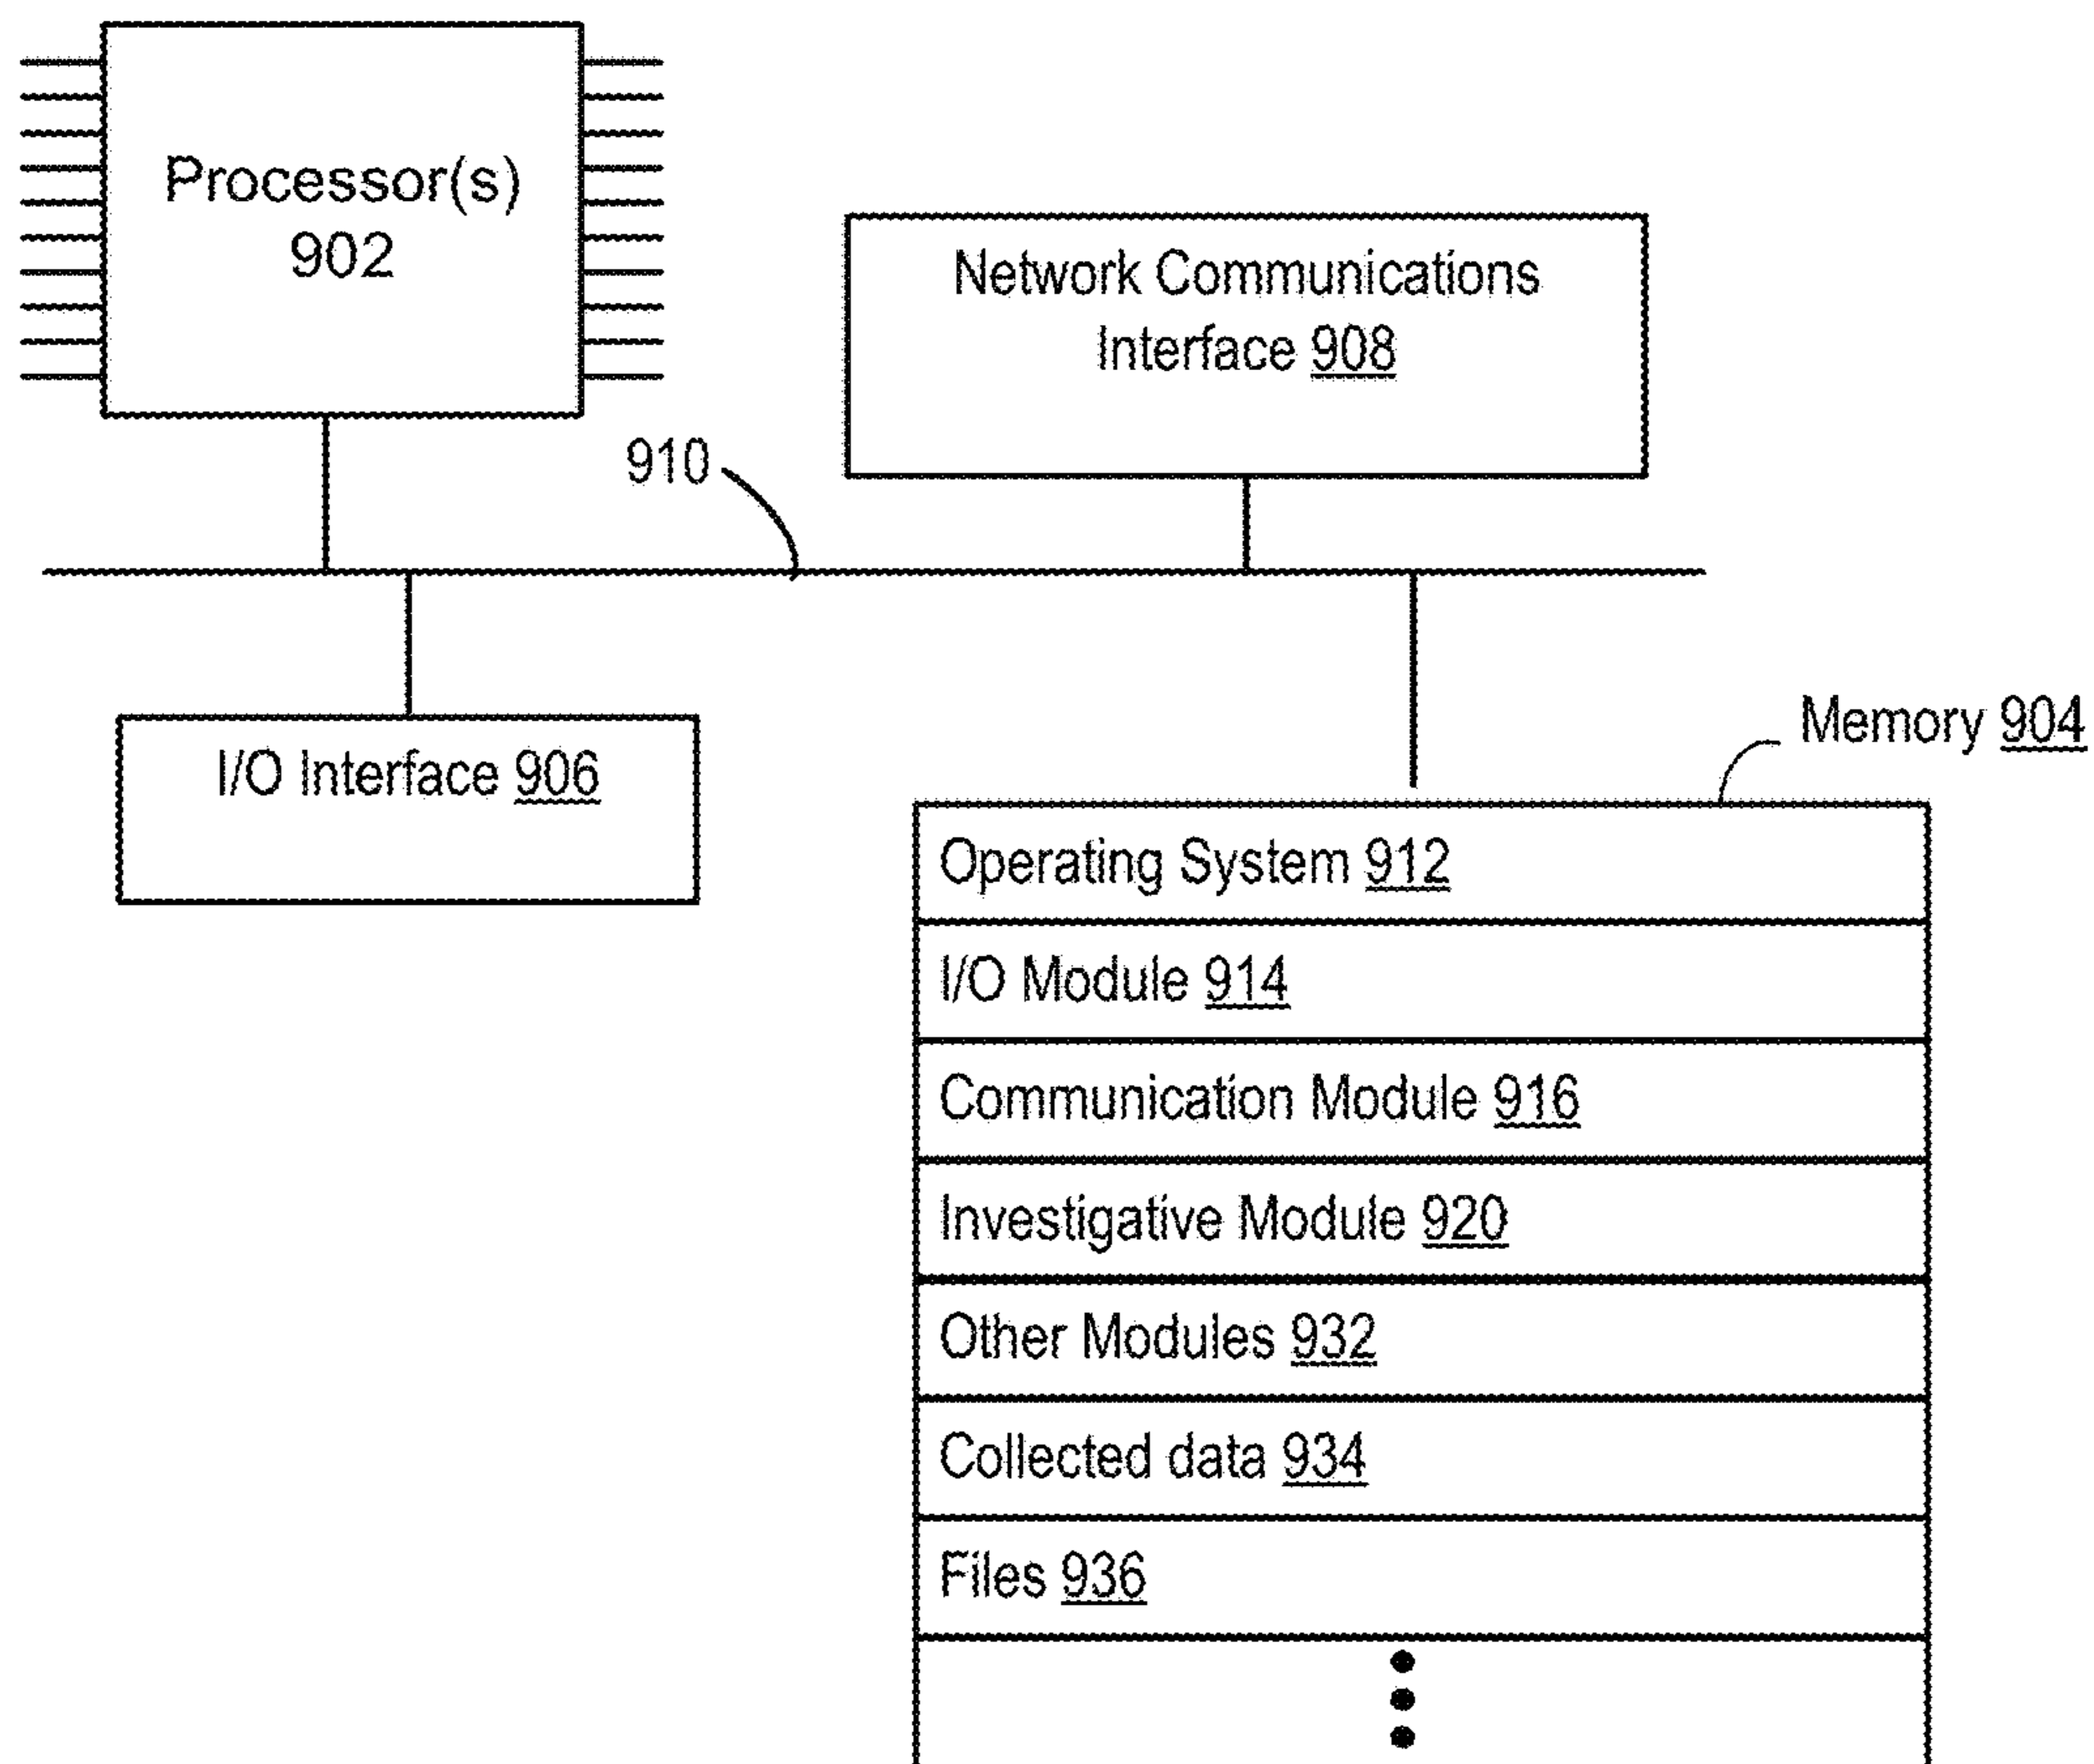 Processor(s)
902
Network Communications
Interface 908
910
I/O Interface 906
Memory 904
Operating System 912
I/O Module 914
Communication Module 916
Investigative Module 920
Other Modules 932
Collected data 934
Files 936